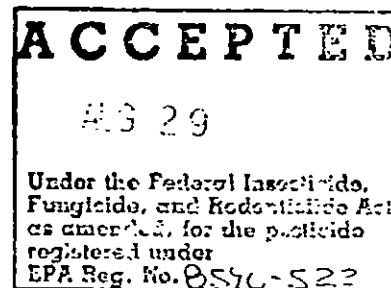 ACCEPTED
AUG 29
Under the Federal Insecticide,
Fungicide, and Rodenticide Act
as amended, for the pesticide
registered under
EPA Reg. No.